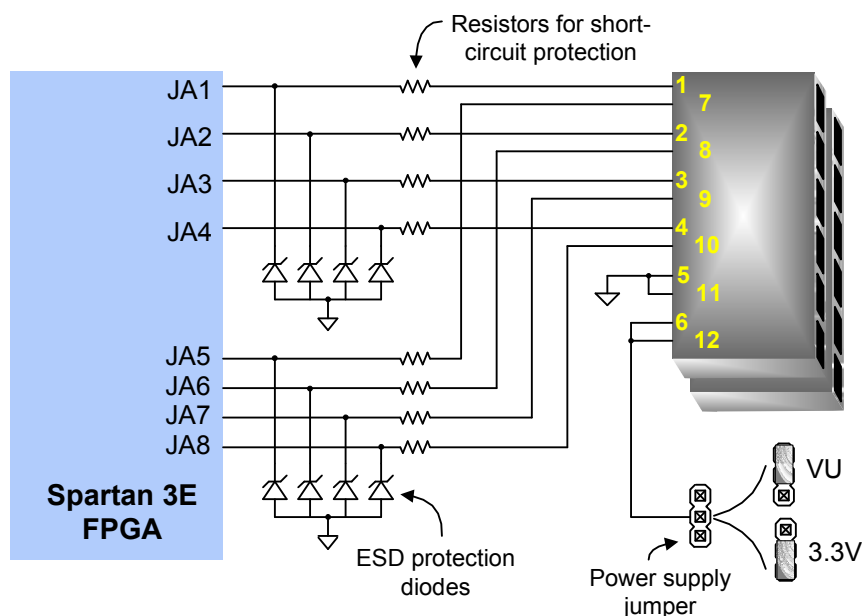 Resistors for short-
circuit protection
JA1
JA2
JA3
JA4
1
7
2
8
3
9
4
10
5
11
6
12
JA5
JA6
JA7
JA8
Spartan 3E
FPGA
ESD protection
diodes
Power supply
jumper
VU
3.3V